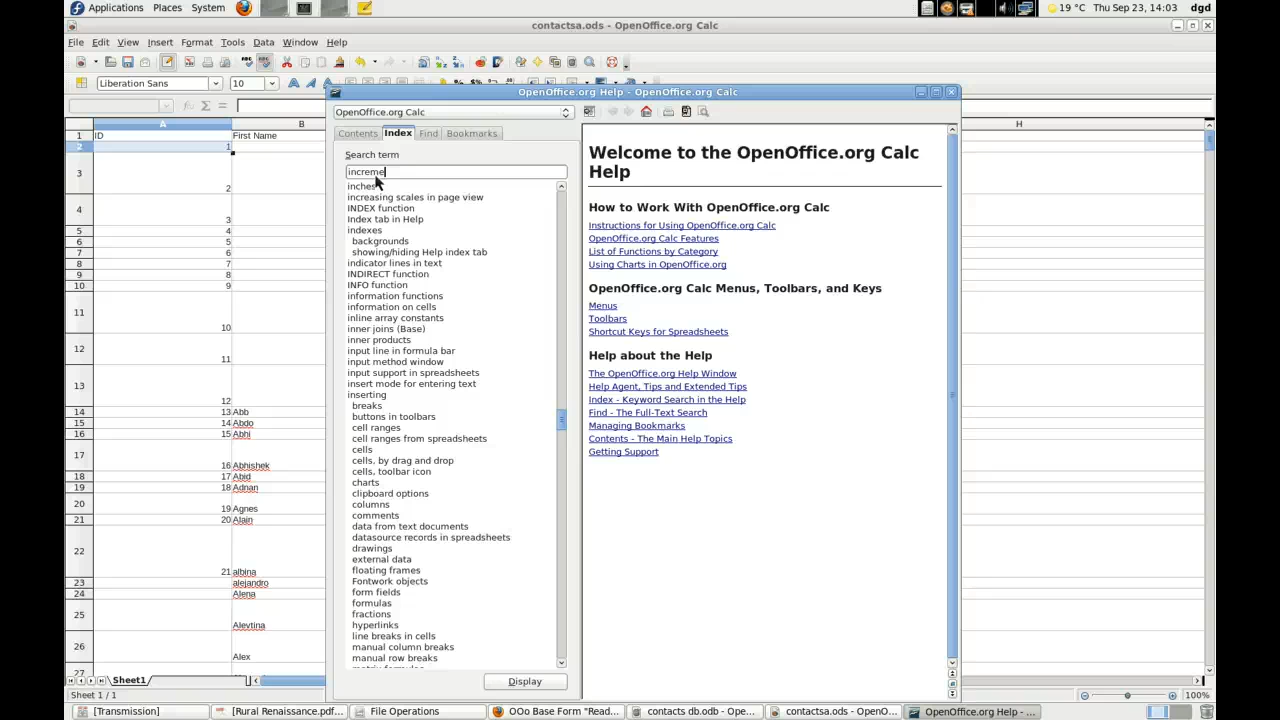 Applications Places System
19 °C Thu Sep 23, 14:03 dgd
contactsa.ods - OpenOffice.org Calc
File Edit View Insert Format Tools Data Window Help
Liberation Sans 10
OpenOffice.org Help - OpenOffice.org Calc
OpenOffice.org Calc
Contents Index Find Bookmarks
Search term
increme
inches
increasing scales in page view
INDEX function
Index tab in Help
indexes
backgrounds
showing/hiding Help index tab
indicator lines in text
INDIRECT function
INFO function
information functions
information on cells
inline array constants
inner joins (Base)
inner products
input line in formula bar
input method window
input support in spreadsheets
insert mode for entering text
inserting
breaks
buttons in toolbars
cell ranges
cell ranges from spreadsheets
cells
cells, by drag and drop
cells, toolbar icon
charts
clipboard options
columns
comments
data from text documents
datasource records in spreadsheets
drawings
external data
floating frames
Fontwork objects
form fields
formulas
fractions
hyperlinks
line breaks in cells
manual column breaks
manual row breaks
matrix formulas
Display
Welcome to the OpenOffice.org Calc
Help
How to Work With OpenOffice.org Calc
Instructions for Using OpenOffice.org Calc
OpenOffice.org Calc Features
List of Functions by Category
Using Charts in OpenOffice.org
OpenOffice.org Calc Menus, Toolbars, and Keys
Menus
Toolbars
Shortcut Keys for Spreadsheets
Help about the Help
The OpenOffice.org Help Window
Help Agent, Tips and Extended Tips
Index - Keyword Search in the Help
Find - The Full-Text Search
Managing Bookmarks
Contents - The Main Help Topics
Getting Support
A B H
1 ID First Name
2 1
3 2
4 3
5 4
6 5
7 6
8 7
9 8
10 9
11 10
12 11
13 12
14 13 Abb
15 14 Abdo
16 15 Abhi
17 16 Abhishek
18 17 Abid
19 18 Adnan
20 19 Agnes
21 20 Alain
22 21 albina
23 alejandro
24 Alena
25 Alevtina
26 Alex
27
Sheet1
Sheet 1 / 1
100%
[Transmission] [Rural Renaissance.pdf... File Operations OOo Base Form "Read... contacts db.odb - Ope... contactsa.ods - OpenO... OpenOffice.org Help - ...